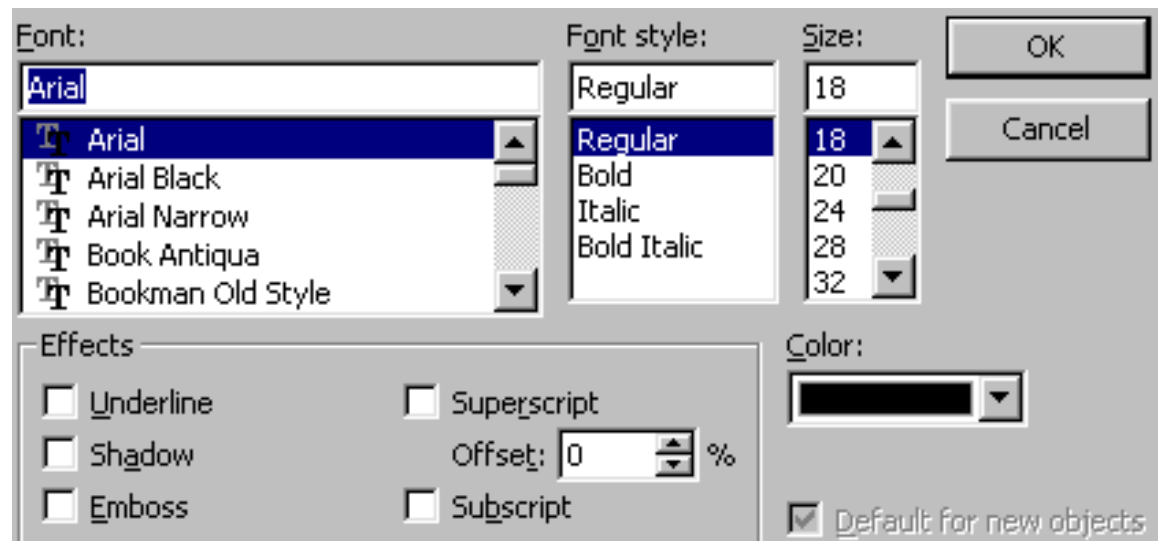 Font:
Font style:
Size:
OK
Arial
Regular
18
Cancel
Arial
Arial Black
Arial Narrow
Book Antiqua
Bookman Old Style
Regular
Bold
Italic
Bold Italic
18
20
24
28
32
Effects
Underline
Shadow
Emboss
Superscript
Offset: 0 %
Subscript
Color:
Default for new objects